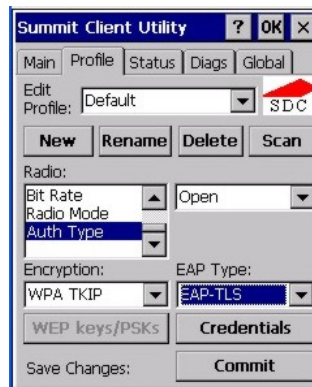 Summit Client Utility ? OK ×
Main Profile Status Diags Global
Edit Profile: Default
SDC
New Rename Delete Scan
Radio:
Bit Rate
Radio Mode
Auth Type
Open
Encryption: EAP Type:
WPA TKIP EAP-TLS
WEP keys/PSKs Credentials
Save Changes: Commit